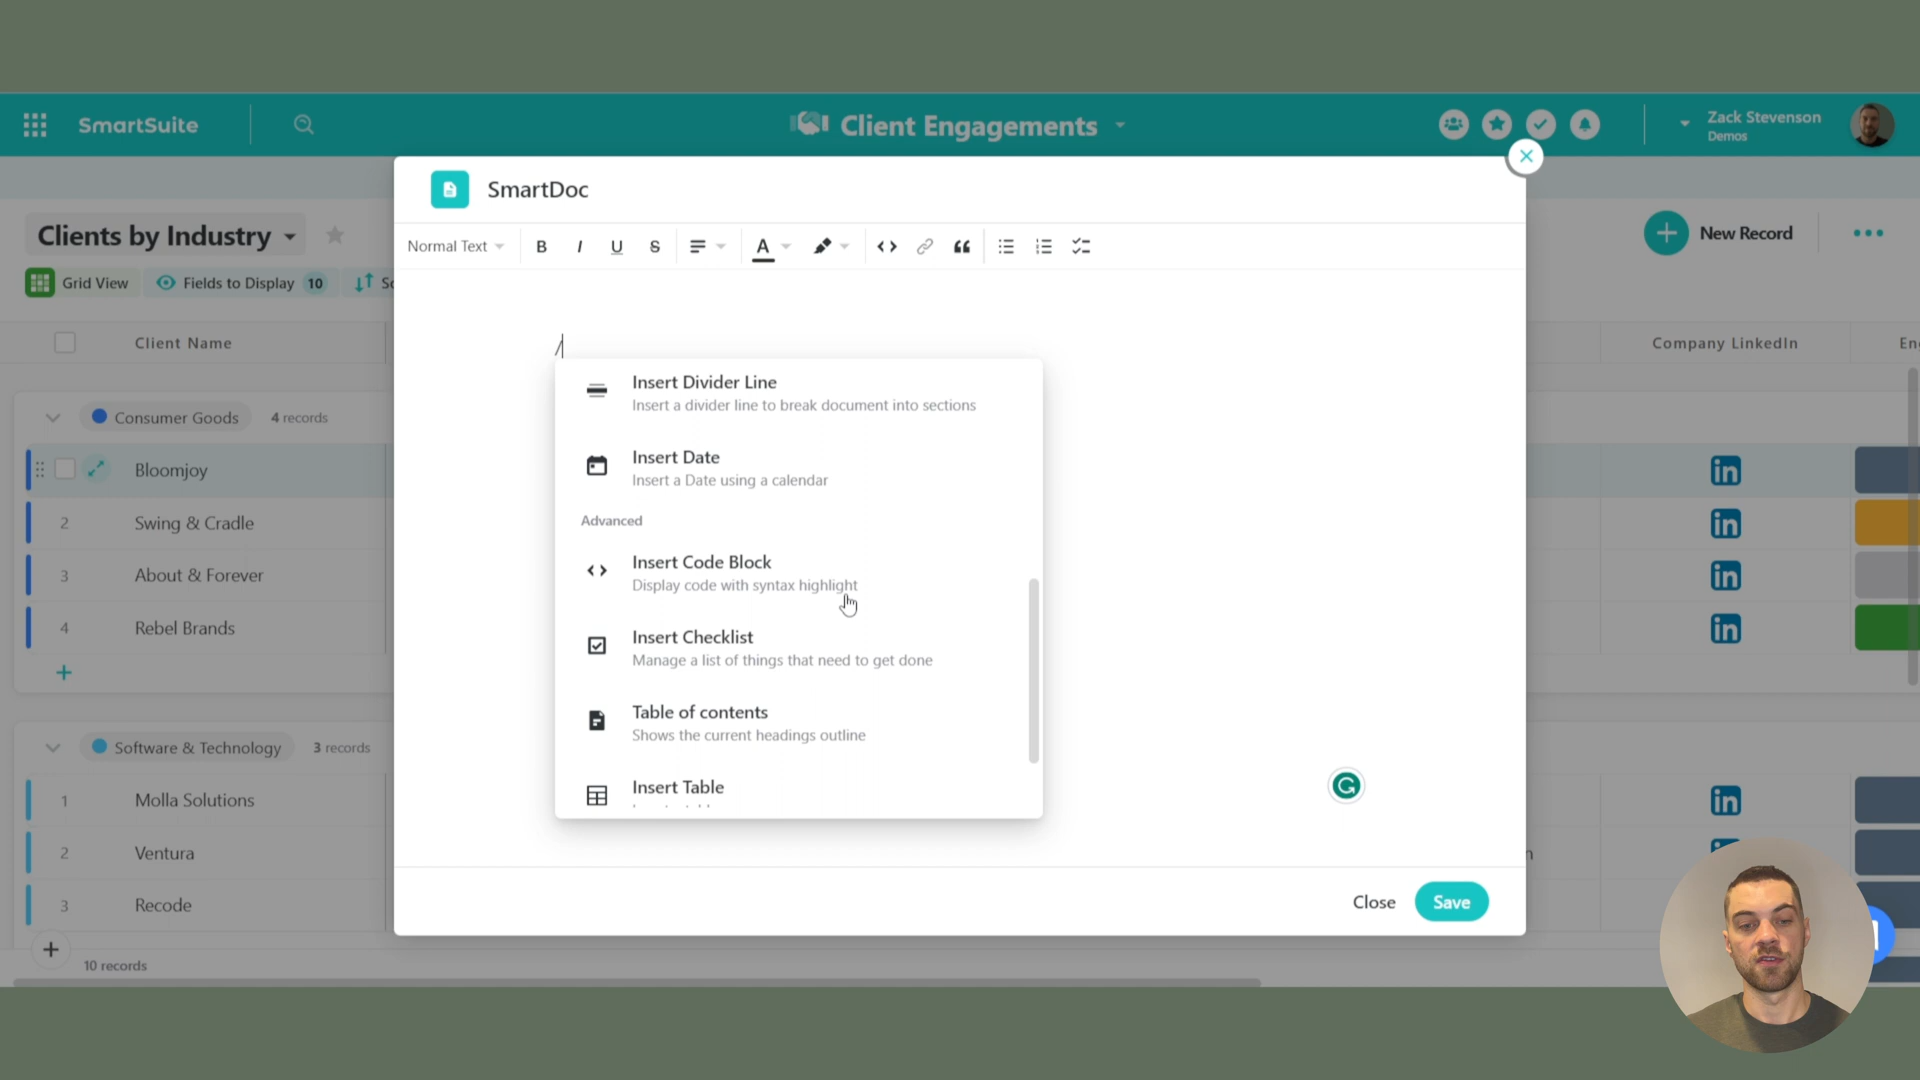 SmartSuite
Client Engagements
Zack Stevenson
Demos
SmartDoc
Clients by Industry
New Record
Normal Text
B I U S A
Grid View
Fields to Display 10
Client Name
Company LinkedIn
/
Insert Divider Line
Insert a divider line to break document into sections
Insert Date
Insert a Date using a calendar
Advanced
Insert Code Block
Display code with syntax highlight
Insert Checklist
Manage a list of things that need to get done
Table of contents
Shows the current headings outline
Insert Table
Consumer Goods 4 records
Bloomjoy
2 Swing & Cradle
3 About & Forever
4 Rebel Brands
Software & Technology 3 records
1 Molla Solutions
2 Ventura
3 Recode
10 records
in
in
in
in
in
Close
Save